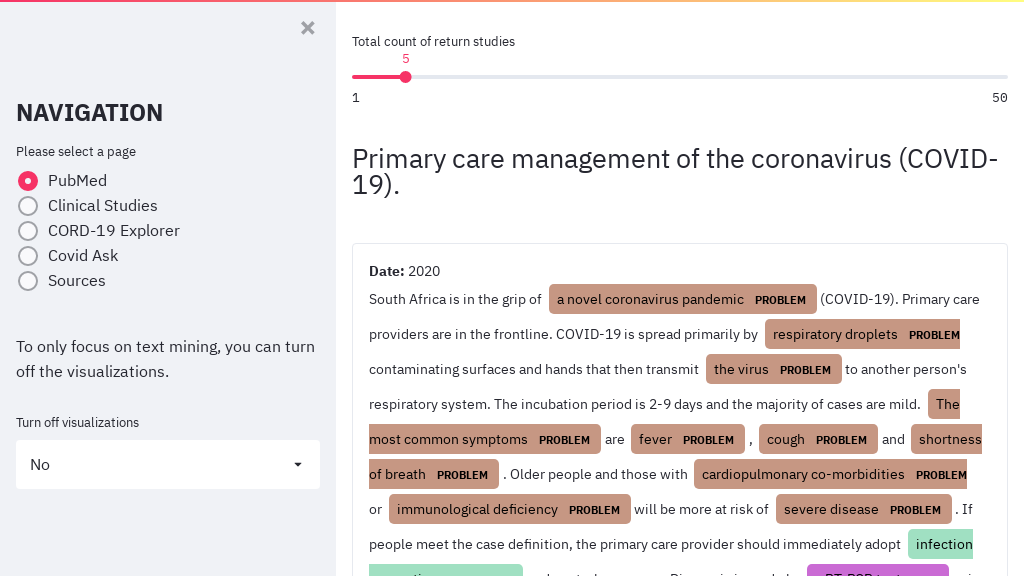 ×
NAVIGATION
Please select a page
PubMed
Clinical Studies
CORD-19 Explorer
Covid Ask
Sources
To only focus on text mining, you can turn
off the visualizations.
Turn off visualizations
No
Total count of return studies
5
1
50
Primary care management of the coronavirus (COVID-
19).
Date: 2020
South Africa is in the grip of a novel coronavirus pandemic PROBLEM (COVID-19). Primary care
providers are in the frontline. COVID-19 is spread primarily by respiratory droplets PROBLEM
contaminating surfaces and hands that then transmit the virus PROBLEM to another person's
respiratory system. The incubation period is 2-9 days and the majority of cases are mild. The
most common symptoms PROBLEM are fever PROBLEM , cough PROBLEM and shortness
of breath PROBLEM . Older people and those with cardiopulmonary co-morbidities PROBLEM
or immunological deficiency PROBLEM will be more at risk of severe disease PROBLEM . If
people meet the case definition, the primary care provider should immediately adopt infection